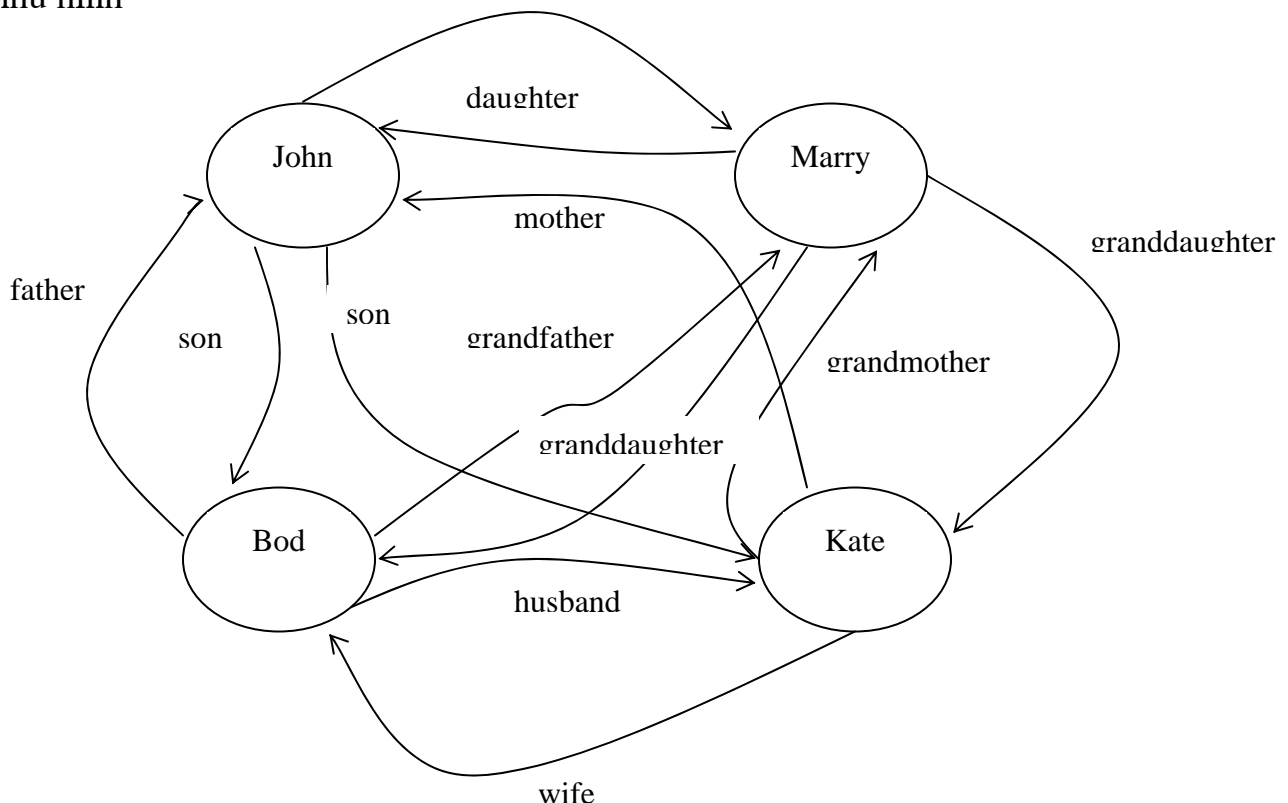 daughter
John
Marry
mother
granddaughter
father
son
son
grandfather
grandmother
granddaughter
Bod
Kate
husband
wife